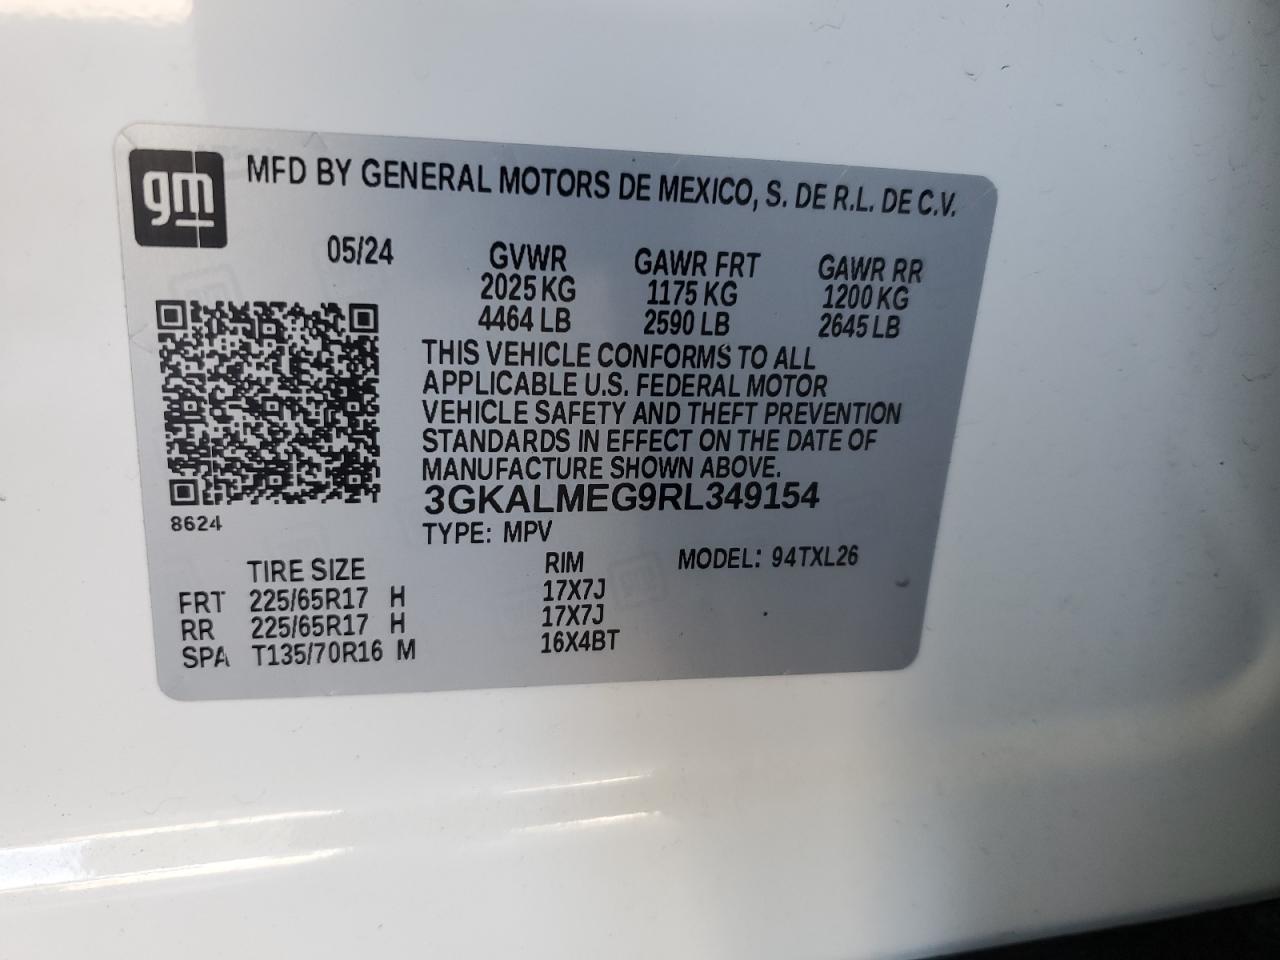 gm
MFD BY GENERAL MOTORS DE MEXICO, S. DE R.L. DE C.V.
05/24 GVWR GAWR FRT GAWR RR
2025 KG 1175 KG 1200 KG
4464 LB 2590 LB 2645 LB
THIS VEHICLE CONFORMS TO ALL
APPLICABLE U.S. FEDERAL MOTOR
VEHICLE SAFETY AND THEFT PREVENTION
STANDARDS IN EFFECT ON THE DATE OF
MANUFACTURE SHOWN ABOVE.
3GKALMEG9RL349154
8624
TYPE: MPV
TIRE SIZE RIM MODEL: 94TXL26
FRT 225/65R17 H 17X7J
RR 225/65R17 H 17X7J
SPA T135/70R16 M 16X4BT